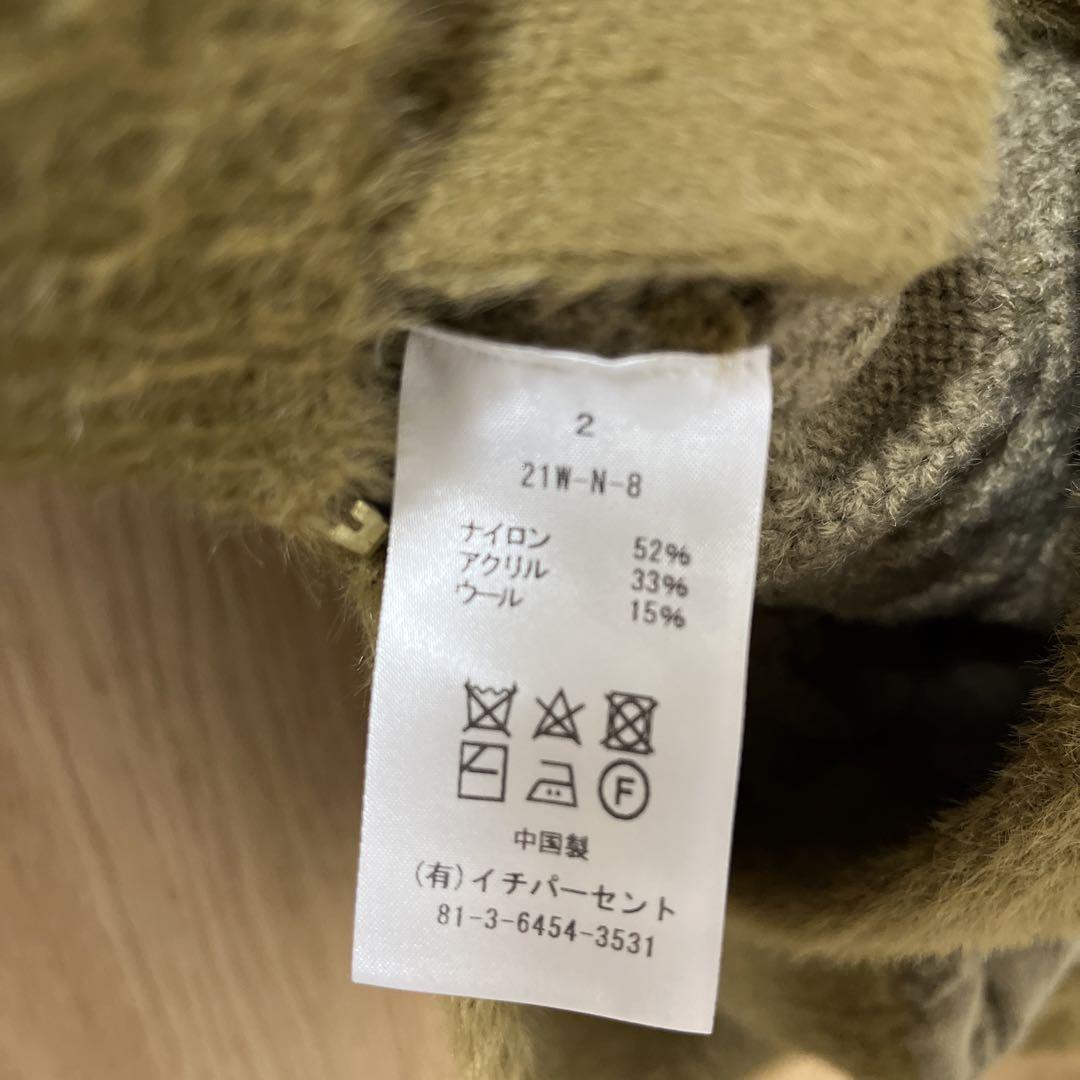 2
21W-N-8
ナイロン 52%
アクリル 33%
ウール 15%
F
中国製
(有)イチパーセント
81-3-6454-3531